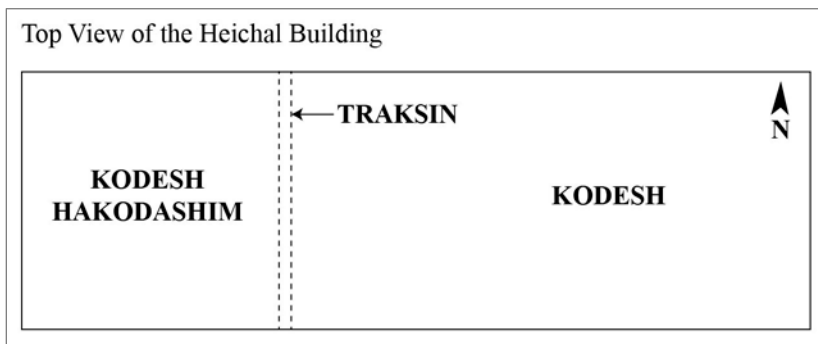 Top View of the Heichal Building
TRAKSIN
N
KODESH
HAKODASHIM
KODESH